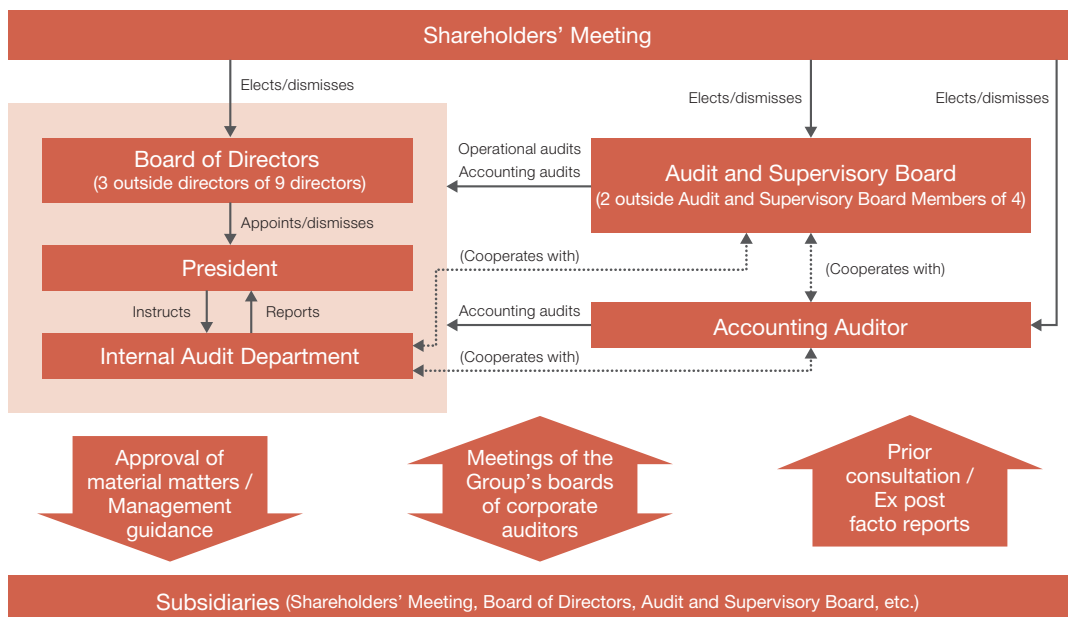 Shareholders’ Meeting
Elects/dismisses
Elects/dismisses
Elects/dismisses
Board of Directors
(3 outside directors of 9 directors)
Operational audits
Accounting audits
Audit and Supervisory Board
(2 outside Audit and Supervisory Board Members of 4)
Appoints/dismisses
President
(Cooperates with)
(Cooperates with)
Instructs
Reports
Accounting audits
Accounting Auditor
Internal Audit Department
(Cooperates with)
Approval of
material matters /
Management
guidance
Meetings of the
Group’s boards
of corporate
auditors
Prior
consultation /
Ex post
facto reports
Subsidiaries (Shareholders’ Meeting, Board of Directors, Audit and Supervisory Board, etc.)